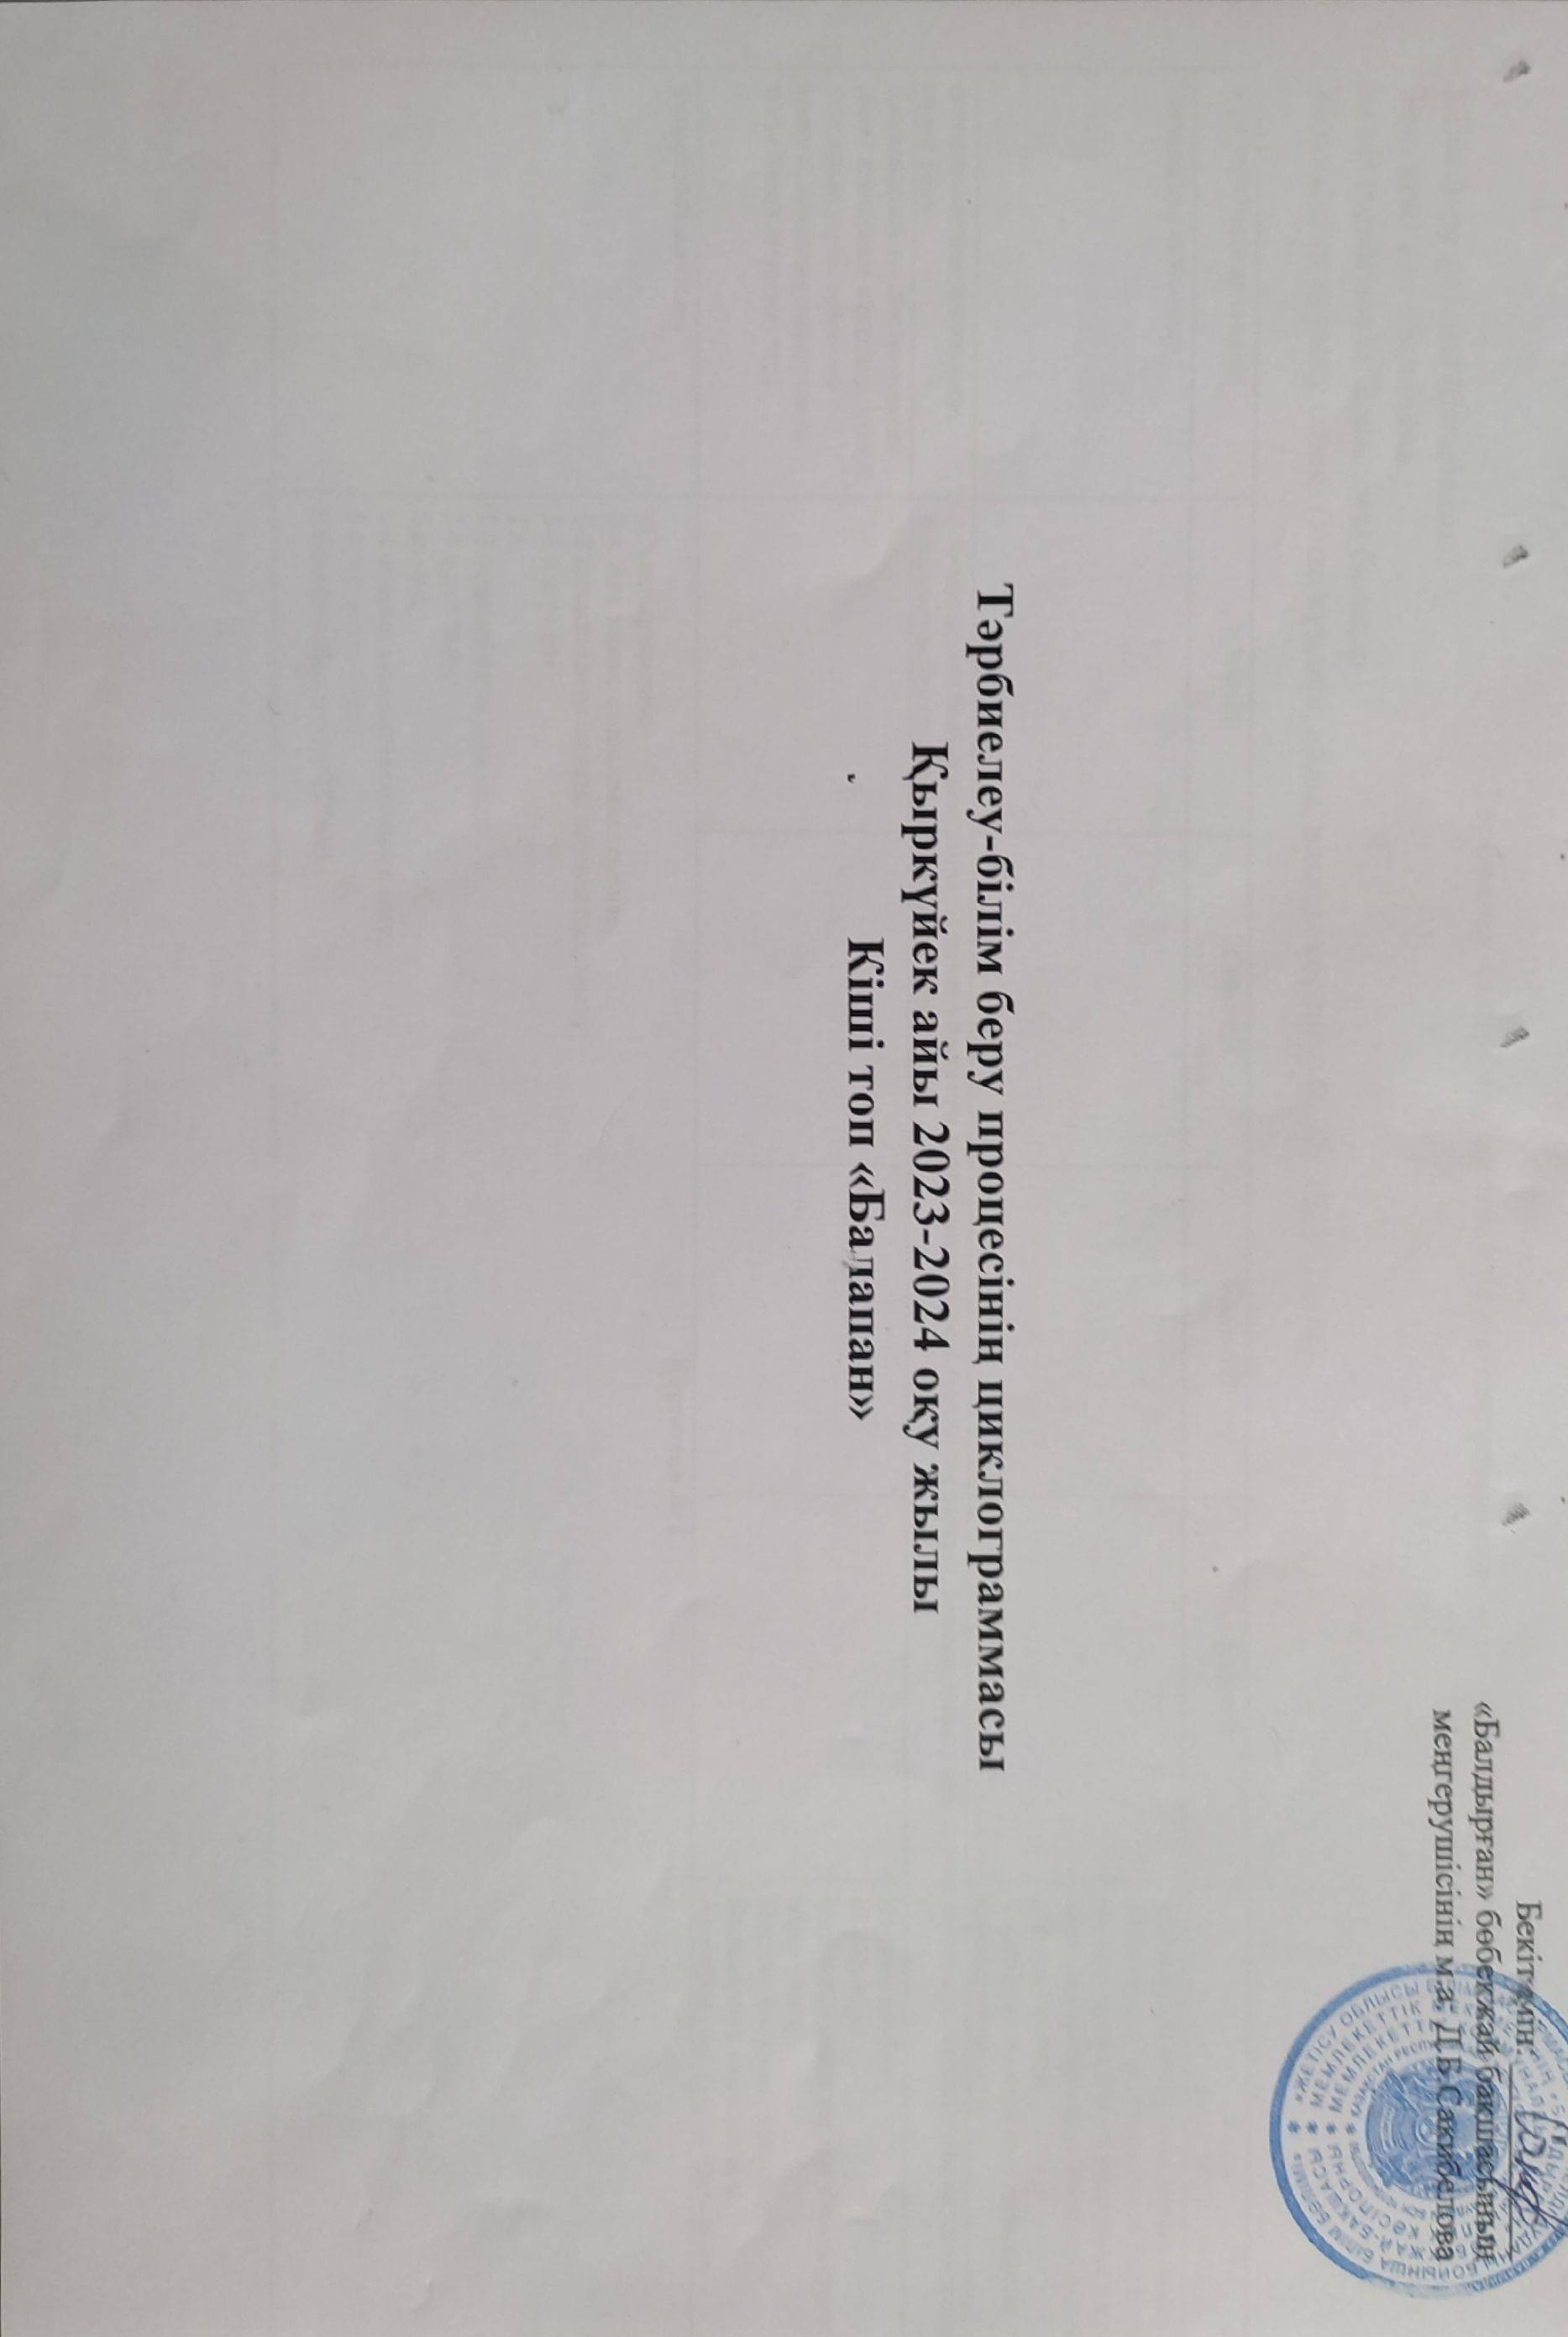 Бекітемін:
«Балдырған» бөбекжай бақшасының
меңгерушісінің м.а: Д.Б.Сакибелова
Тәрбиелеу-білім беру процесінің циклограммасы
Қыркүйек айы 2023-2024 оқу жылы
Кіші топ «Балапан»